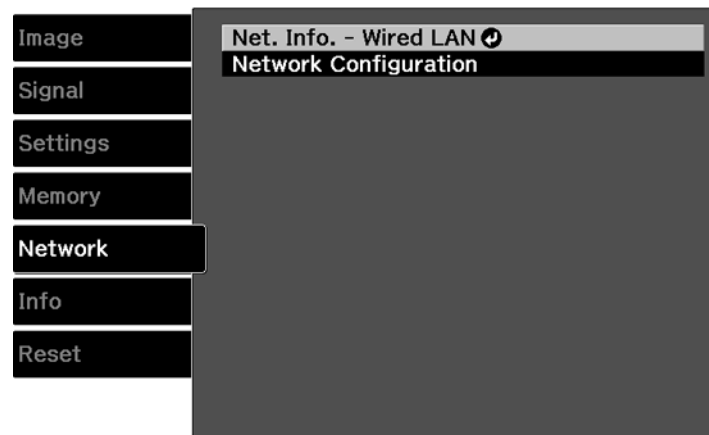 Image
Signal
Settings
Memory
Network
Info
Reset
Net. Info. - Wired LAN
Network Configuration